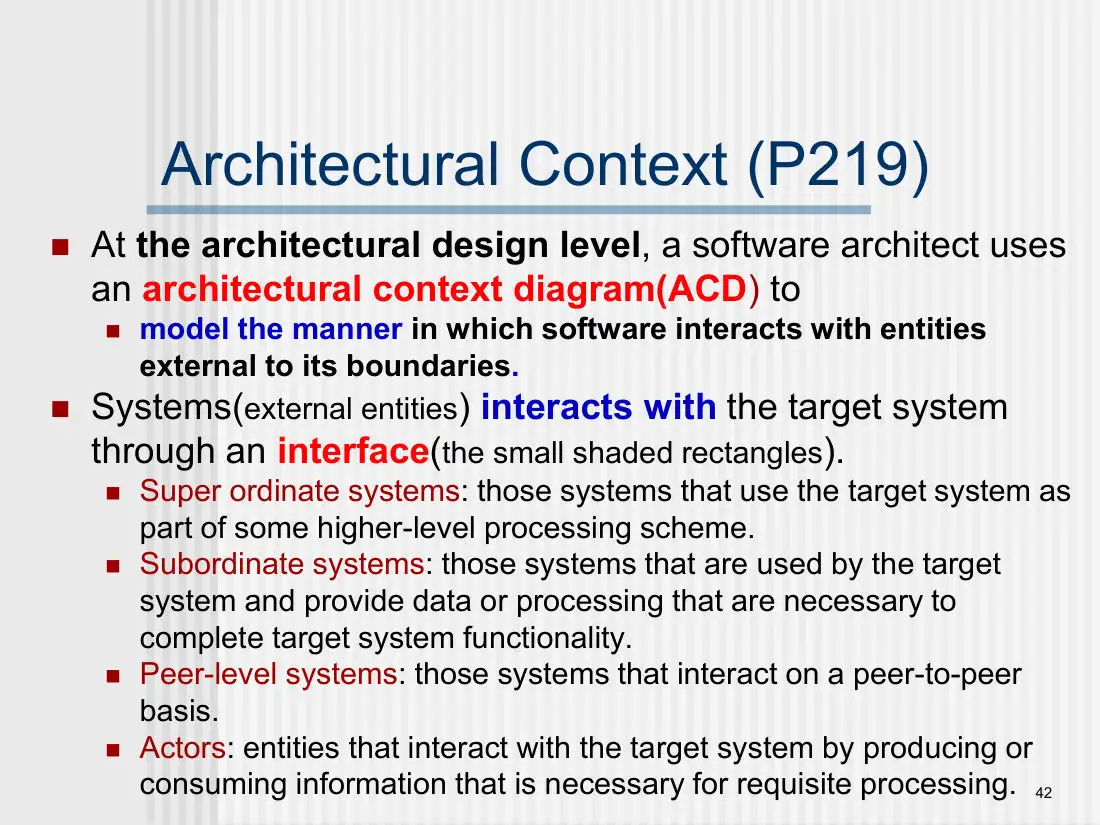 Architectural Context (P219)
At the architectural design level, a software architect uses
an architectural context diagram(ACD) to
model the manner in which software interacts with entities
external to its boundaries.
Systems(external entities) interacts with the target system
through an interface(the small shaded rectangles).
Super ordinate systems: those systems that use the target system as
part of some higher-level processing scheme.
Subordinate systems: those systems that are used by the target
system and provide data or processing that are necessary to
complete target system functionality.
Peer-level systems: those systems that interact on a peer-to-peer
basis.
Actors: entities that interact with the target system by producing or
consuming information that is necessary for requisite processing.
42